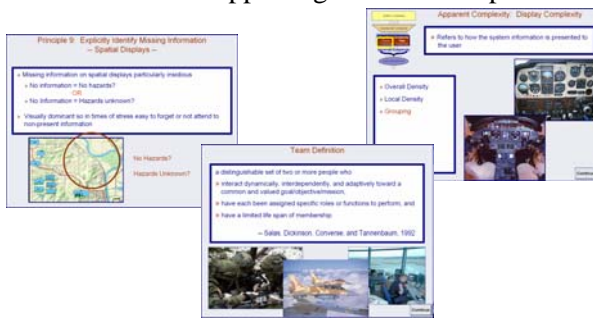 Principle 9: Explicitly Identify Missing Information
-- Spatial Displays --
Missing information on spatial displays particularly insidious
No information = No hazards?
OR
No Information = Hazards unknown?
Visually dominant so in times of stress easy to forget or not attend to
non-present information
No Hazards?
Hazards Unknown?
Apparent Complexity: Display Complexity
Refers to how the system information is presented to
the user
Overall Density
Local Density
Grouping
Continue
Team Definition
a distinguishable set of two or more people who
interact dynamically, interdependently, and adaptively toward a
common and valued goal/objective/mission,
have each been assigned specific roles or functions to perform, and
have a limited life span of membership.
-- Salas, Dickinson, Converse, and Tannenbaum, 1992
Continue